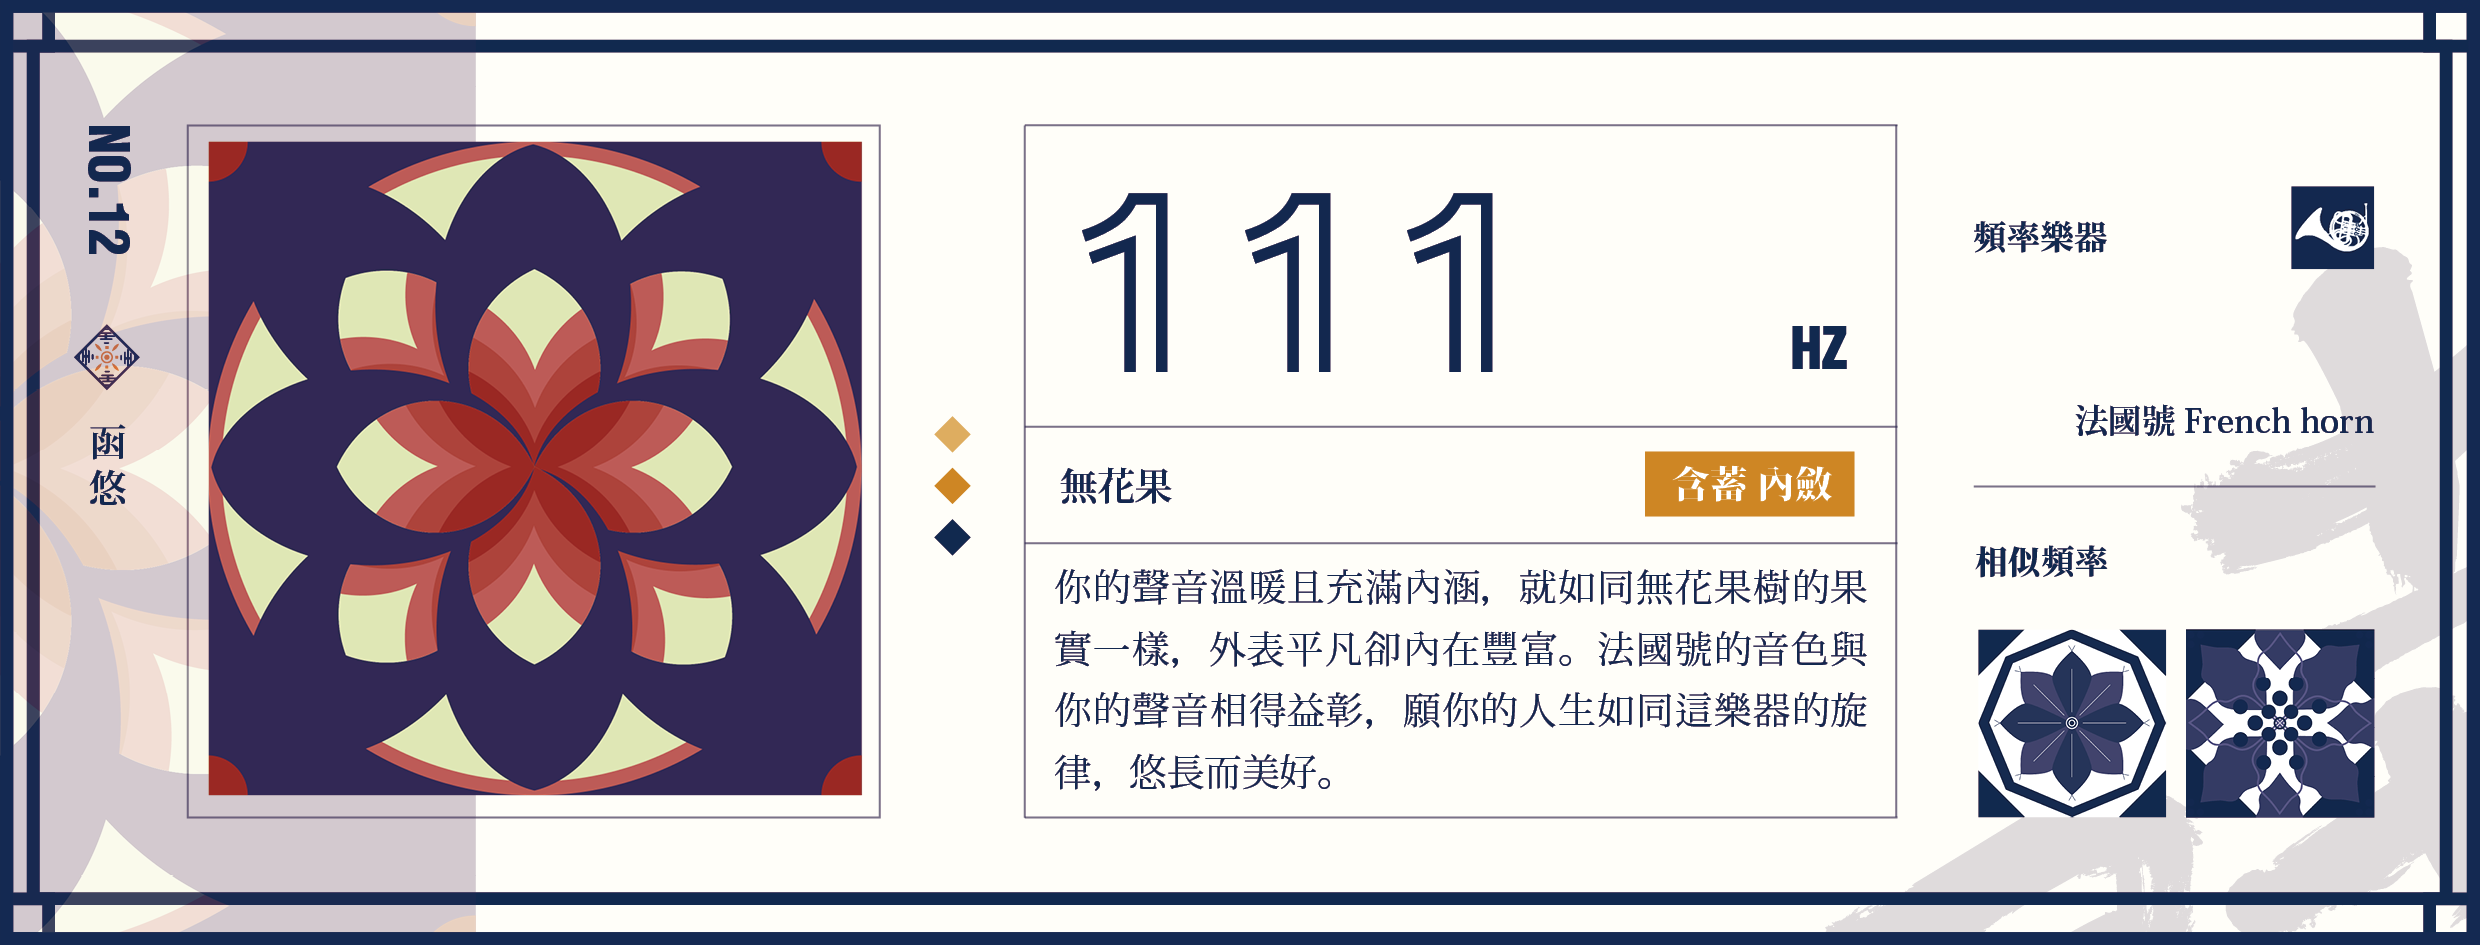 NO.12
函悠
111
HZ
無花果
含蓄 內斂
你的聲音溫暖且充滿內涵，就如同無花果樹的果
實一樣，外表平凡卻內在豐富。法國號的音色與
你的聲音相得益彰，願你的人生如同這樂器的旋
律，悠長而美好。
頻率樂器
法國號 French horn
相似頻率